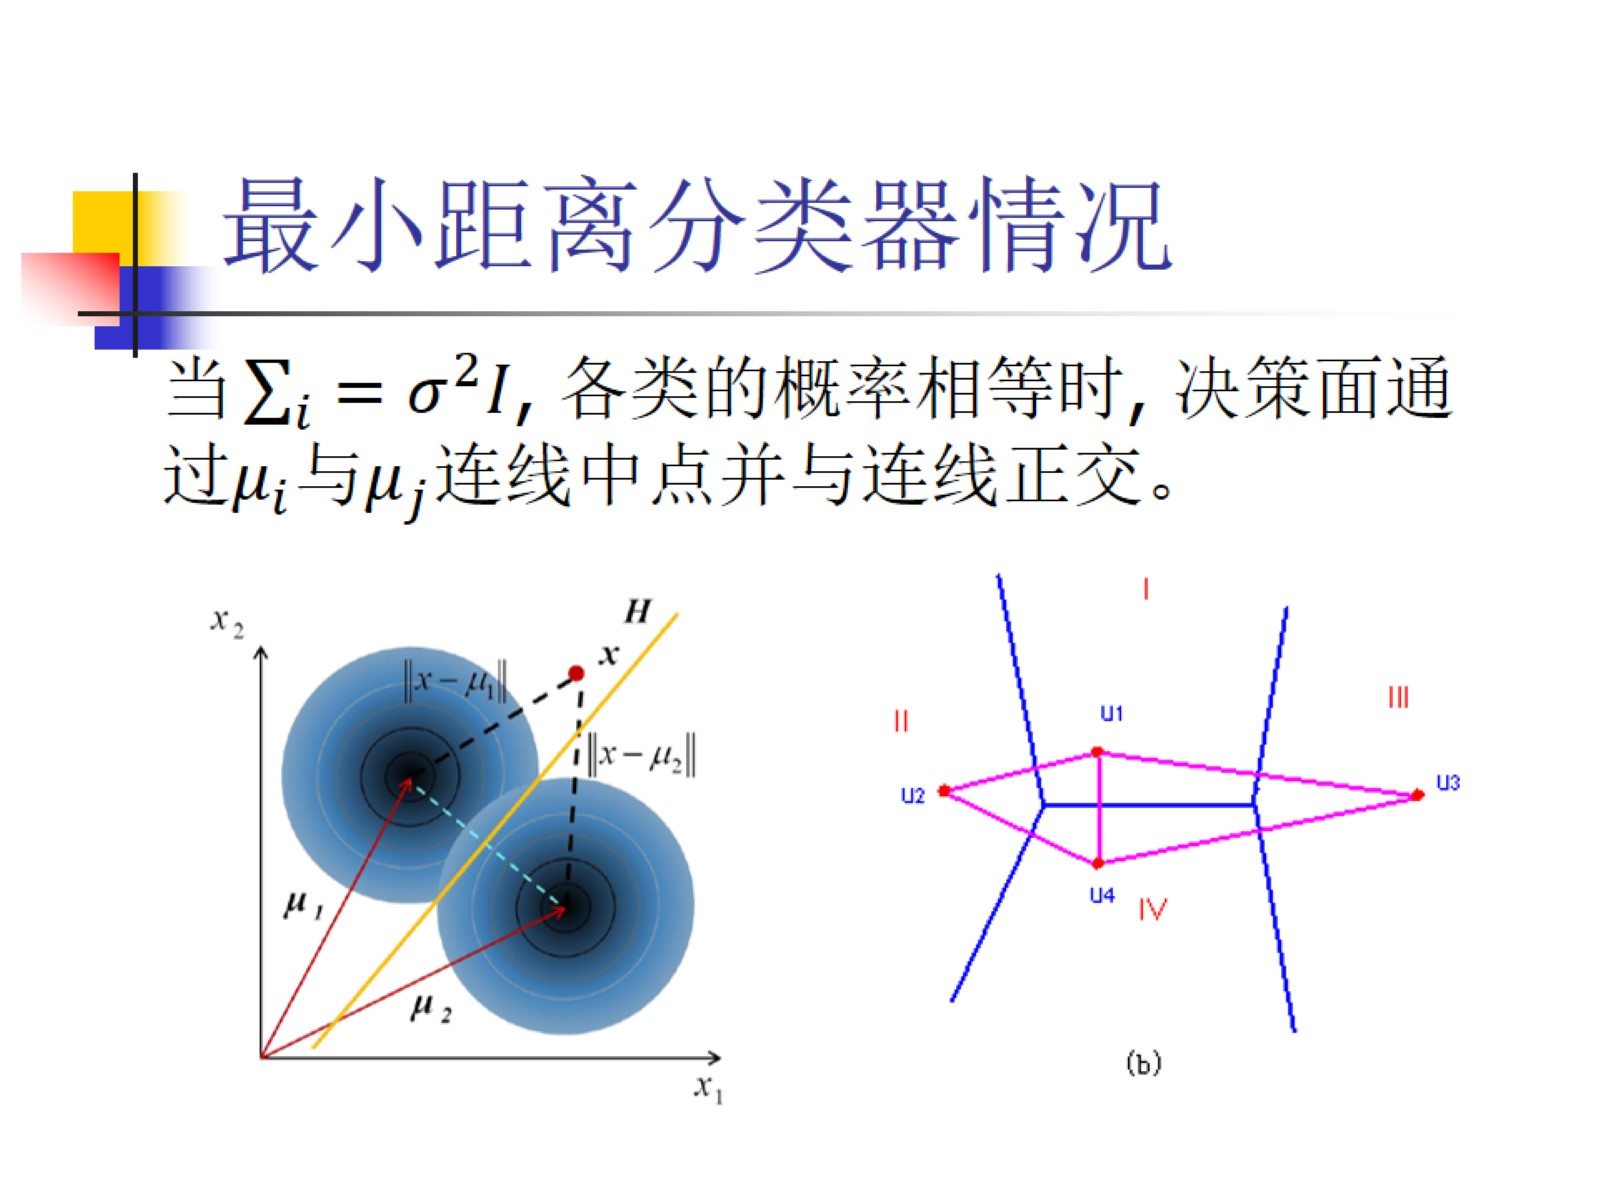 最小距离分类器情况
当∑ᵢ = σ²I, 各类的概率相等时, 决策面通
过μᵢ与μⱼ连线中点并与连线正交。
x₂
H
x
‖x − μ₁‖
‖x − μ₂‖
μ₁
μ₂
x₁
I
II
III
u1
u2
u3
u4
IV
(b)